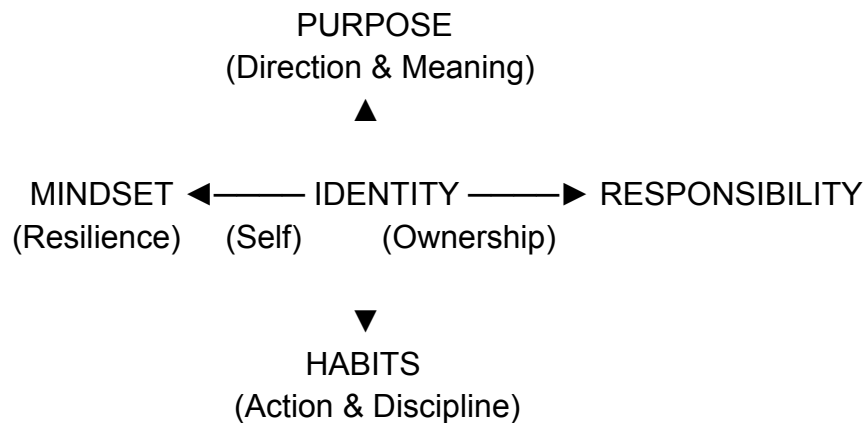 PURPOSE
(Direction & Meaning)
▲
MINDSET ◄───── IDENTITY ─────► RESPONSIBILITY
(Resilience) (Self) (Ownership)
▼
HABITS
(Action & Discipline)